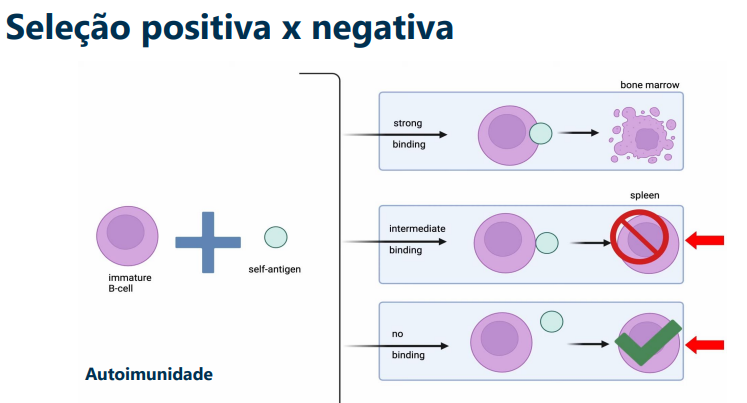 Seleção positiva x negativa
bone marrow
strong
binding
spleen
intermediate
binding
immature
B-cell
self-antigen
no
binding
Autoimunidade